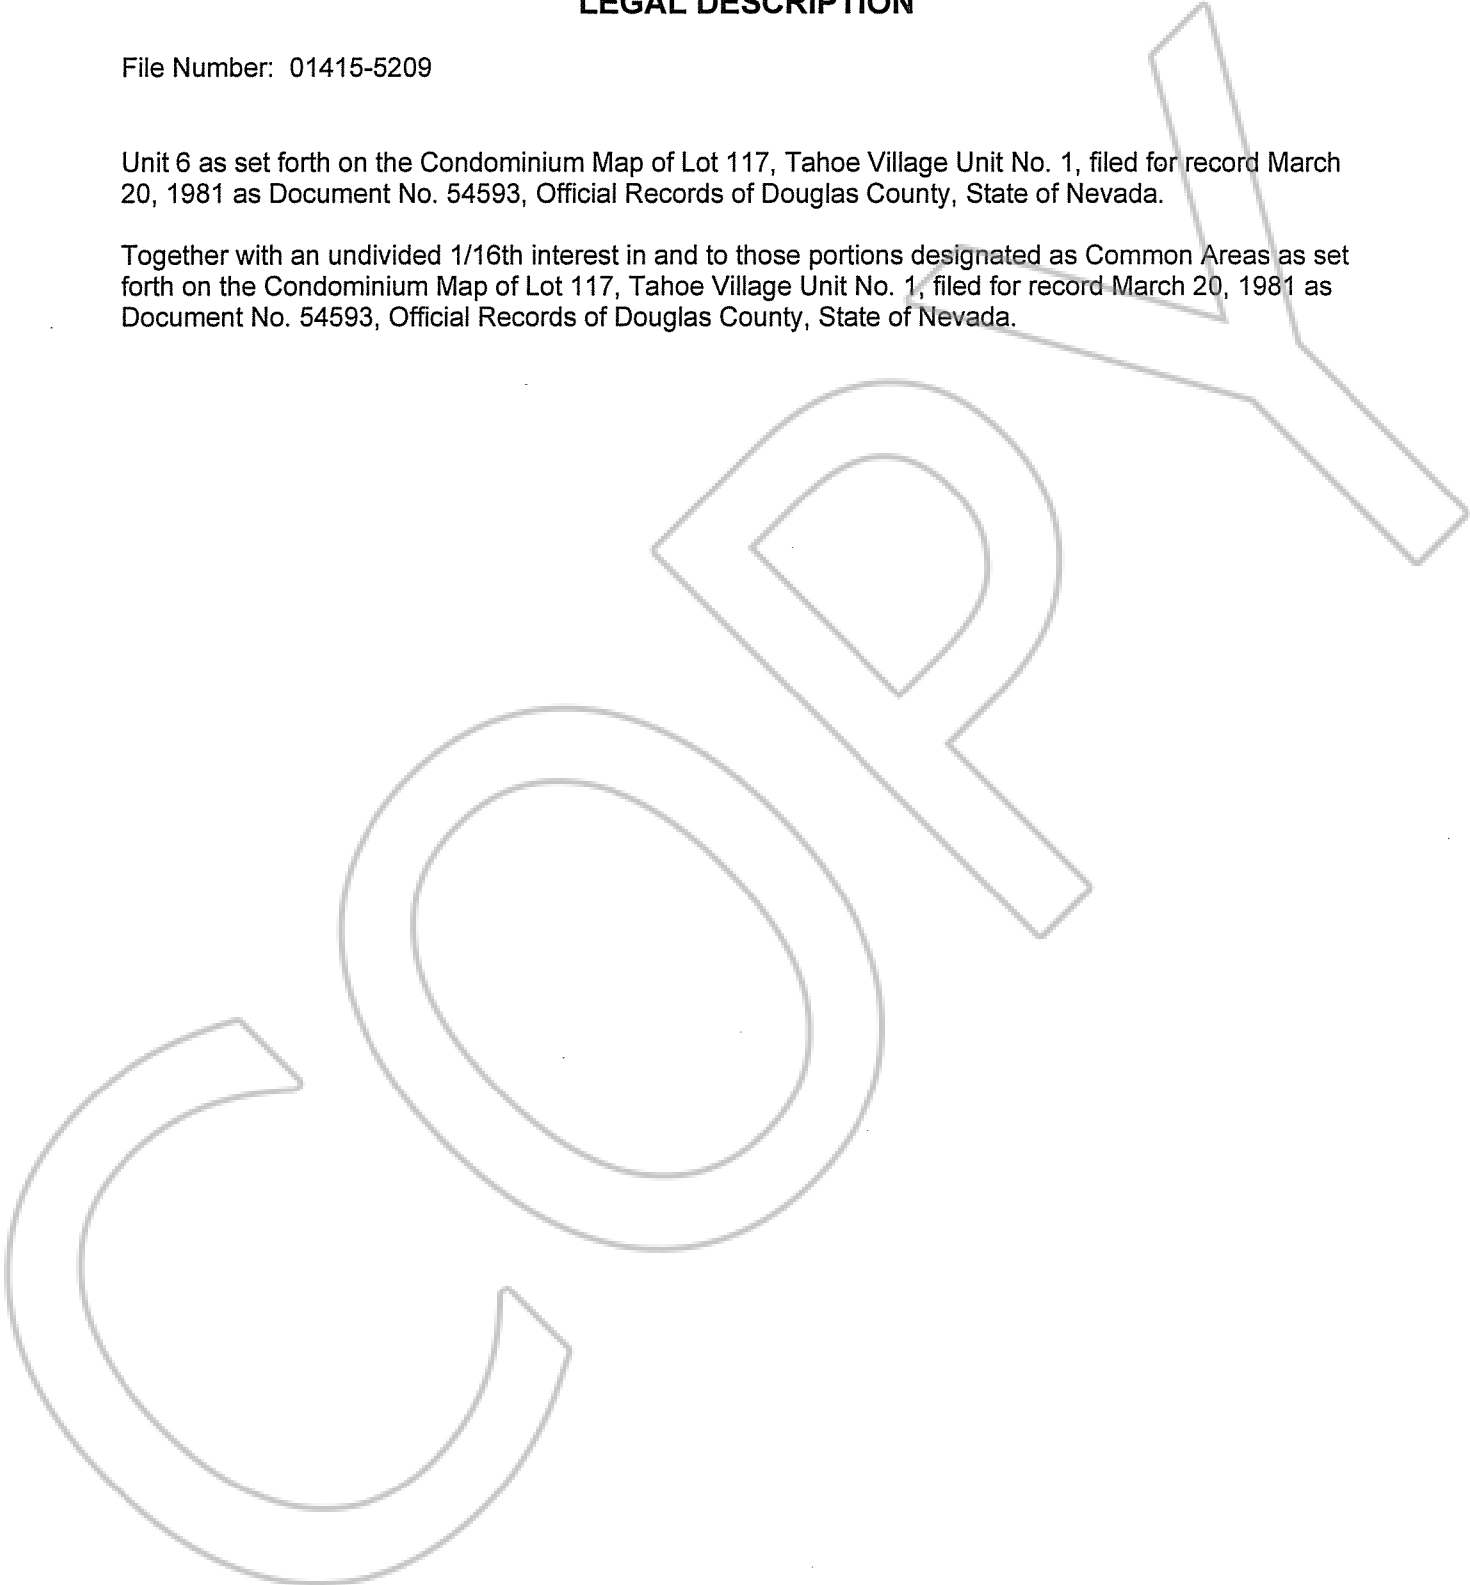 LEGAL DESCRIPTION
File Number: 01415-5209
Unit 6 as set forth on the Condominium Map of Lot 117, Tahoe Village Unit No. 1, filed for record March
20, 1981 as Document No. 54593, Official Records of Douglas County, State of Nevada.
Together with an undivided 1/16th interest in and to those portions designated as Common Areas as set
forth on the Condominium Map of Lot 117, Tahoe Village Unit No. 1, filed for record March 20, 1981 as
Document No. 54593, Official Records of Douglas County, State of Nevada.
COPY